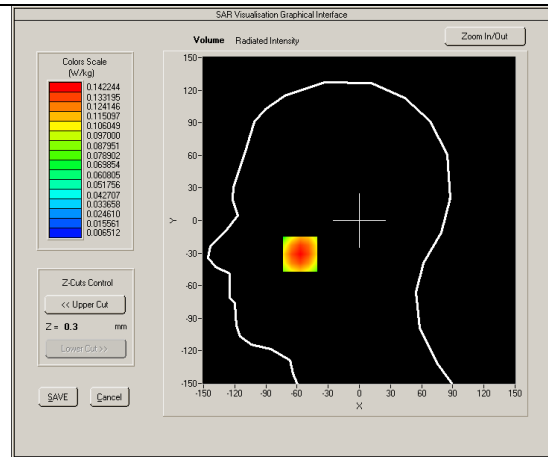 SAR Visualisation Graphical Interface
Colors Scale
(W/kg)
0.142244
0.133195
0.124146
0.115097
0.106049
0.097000
0.087951
0.078902
0.069854
0.060805
0.051756
0.042707
0.033658
0.024610
0.015561
0.006512
Z-Cuts Control
<< Upper Cut
Z = 0.3 mm
Lower Cut >>
SAVE Cancel
Volume Radiated Intensity
Zoom In/Out
150
120
90
60
30
Y 0
-30
-60
-90
-120
-150
-150 -120 -90 -60 -30 0 30 60 90 120 150
X